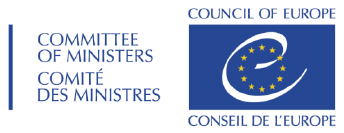 COMMITTEE
OF MINISTERS
COMITÉ
DES MINISTRES
COUNCIL OF EUROPE
CONSEIL DE L'EUROPE